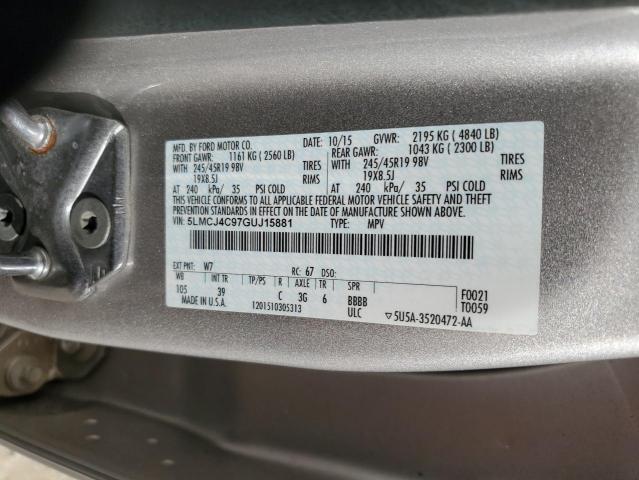 MFD. BY FORD MOTOR CO.
DATE: 10/15 GVWR: 2195 KG ( 4840 LB)
FRONT GAWR: 1161 KG ( 2560 LB)
REAR GAWR: 1043 KG ( 2300 LB)
WITH 245/45R19 98V TIRES
WITH 245/45R19 98V TIRES
19X8.5J RIMS
19X8.5J RIMS
AT 240 kPa/ 35 PSI COLD
AT 240 kPa/ 35 PSI COLD
THIS VEHICLE CONFORMS TO ALL APPLICABLE FEDERAL MOTOR VEHICLE SAFETY AND THEFT
PREVENTION STANDARDS IN EFFECT ON THE DATE OF MANUFACTURE SHOWN ABOVE.
VIN: 5LMCJ4C97GUJ15881 TYPE: MPV
EXT PNT: W7 RC: 67 DSO:
WB INT TR TP/PS R AXLE TR SPR
105 39 C 3G 6 BBBB
F0021
MADE IN U.S.A. 1201510305313 ULC
T0059
▽5U5A-3520472-AA